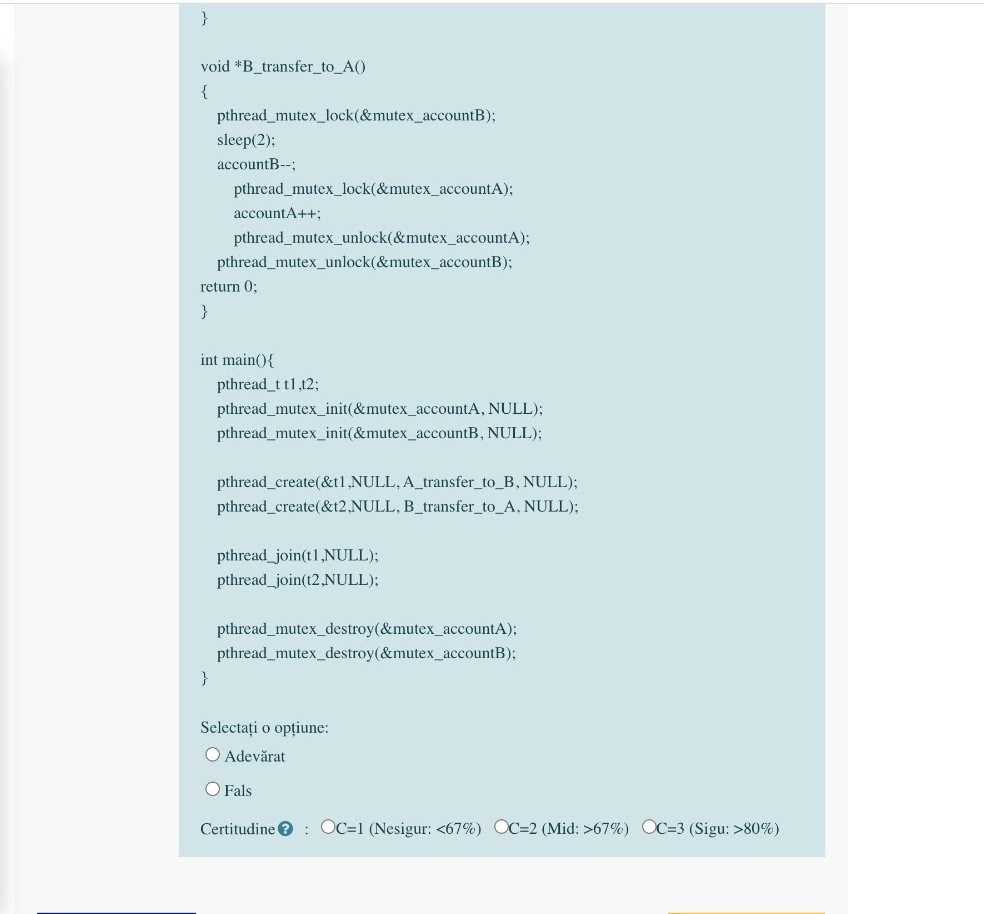 }
void *B_transfer_to_A()
{
pthread_mutex_lock(&mutex_accountB);
sleep(2);
accountB--;
pthread_mutex_lock(&mutex_accountA);
accountA++;
pthread_mutex_unlock(&mutex_accountA);
pthread_mutex_unlock(&mutex_accountB);
return 0;
}
int main(){
pthread_t t1,t2;
pthread_mutex_init(&mutex_accountA, NULL);
pthread_mutex_init(&mutex_accountB, NULL);
pthread_create(&t1,NULL, A_transfer_to_B, NULL);
pthread_create(&t2,NULL, B_transfer_to_A, NULL);
pthread_join(t1,NULL);
pthread_join(t2,NULL);
pthread_mutex_destroy(&mutex_accountA);
pthread_mutex_destroy(&mutex_accountB);
}
Selectați o opțiune:
Adevărat
Fals
Certitudine ? : C=1 (Nesigur: <67%) C=2 (Mid: >67%) C=3 (Sigu: >80%)